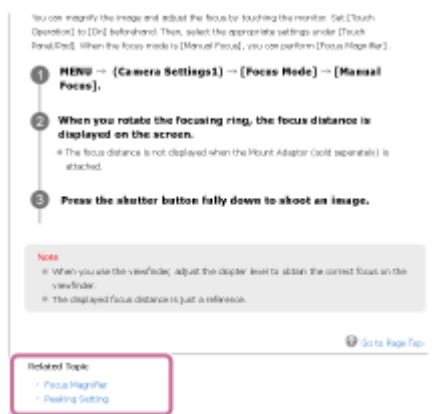 You can magnify the image and adjust the focus by touching the monitor. Set [Touch
Operation] to [On] beforehand. Then, select the appropriate settings under [Touch
Panel/Pad]. When the focus mode is [Manual Focus], you can perform [Focus Magnifier].
1 MENU → (Camera Settings1) → [Focus Mode] → [Manual
Focus].
2 When you rotate the focusing ring, the focus distance is
displayed on the screen.
The focus distance is not displayed when the Mount Adaptor (sold separately) is
attached.
3 Press the shutter button fully down to shoot an image.
Note
When you use the viewfinder, adjust the diopter level to obtain the correct focus on the
viewfinder.
The displayed focus distance is just a reference.
Go to Page Top
Related Topic
Focus Magnifier
Peaking Setting